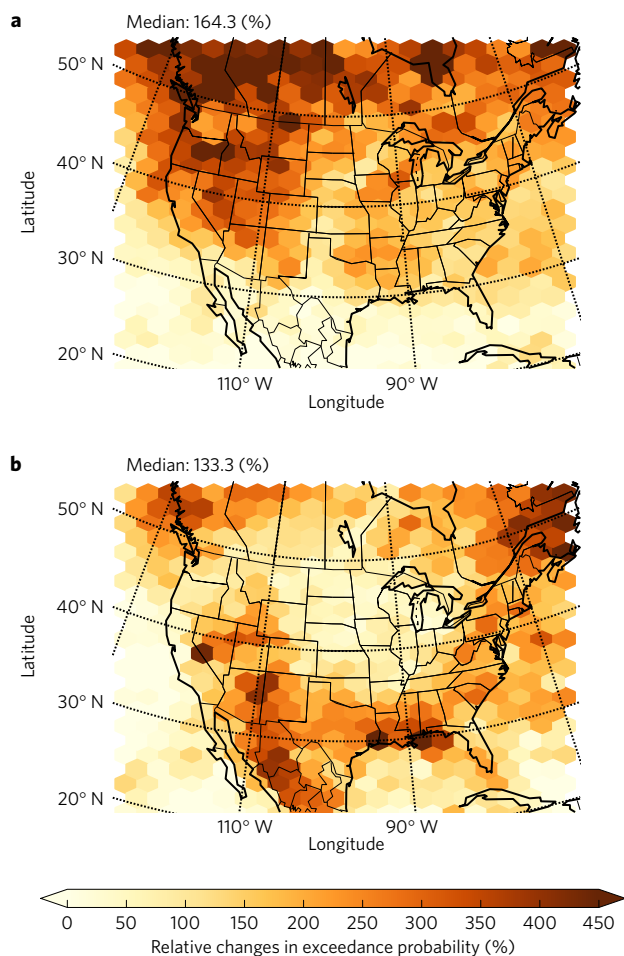 a
Median: 164.3 (%)
50° N
40° N
30° N
20° N
Latitude
110° W
90° W
Longitude
b
Median: 133.3 (%)
50° N
40° N
30° N
20° N
Latitude
110° W
90° W
Longitude
0 50 100 150 200 250 300 350 400 450
Relative changes in exceedance probability (%)